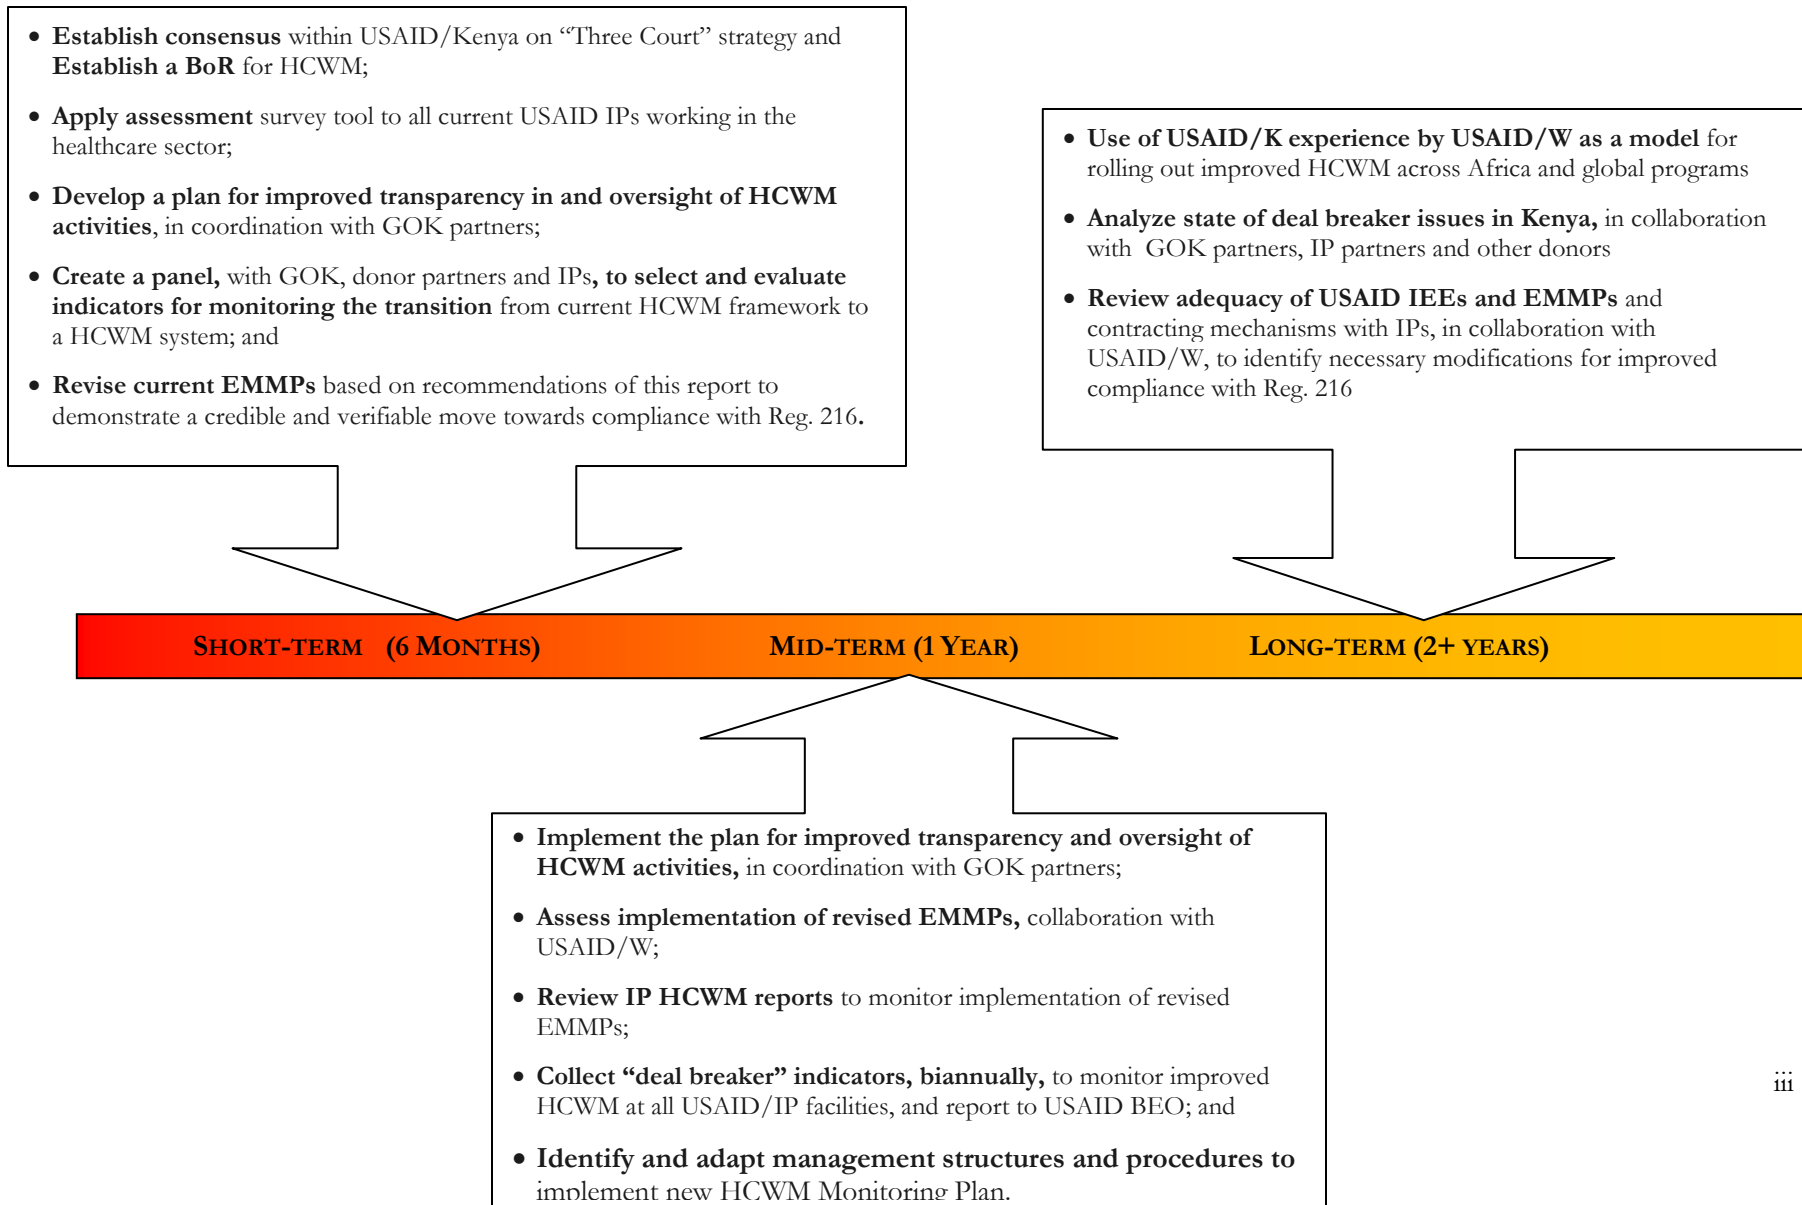 • Establish consensus within USAID/Kenya on “Three Court” strategy and
Establish a BoR for HCWM;
• Apply assessment survey tool to all current USAID IPs working in the
healthcare sector;
• Develop a plan for improved transparency in and oversight of HCWM
activities, in coordination with GOK partners;
• Create a panel, with GOK, donor partners and IPs, to select and evaluate
indicators for monitoring the transition from current HCWM framework to
a HCWM system; and
• Revise current EMMPs based on recommendations of this report to
demonstrate a credible and verifiable move towards compliance with Reg. 216.
• Use of USAID/K experience by USAID/W as a model for
rolling out improved HCWM across Africa and global programs
• Analyze state of deal breaker issues in Kenya, in collaboration
with GOK partners, IP partners and other donors
• Review adequacy of USAID IEEs and EMMPs and
contracting mechanisms with IPs, in collaboration with
USAID/W, to identify necessary modifications for improved
compliance with Reg. 216
SHORT-TERM (6 MONTHS)
MID-TERM (1 YEAR)
LONG-TERM (2+ YEARS)
• Implement the plan for improved transparency and oversight of
HCWM activities, in coordination with GOK partners;
• Assess implementation of revised EMMPs, collaboration with
USAID/W;
• Review IP HCWM reports to monitor implementation of revised
EMMPs;
• Collect “deal breaker” indicators, biannually, to monitor improved
HCWM at all USAID/IP facilities, and report to USAID BEO; and
• Identify and adapt management structures and procedures to
implement new HCWM Monitoring Plan.
iii